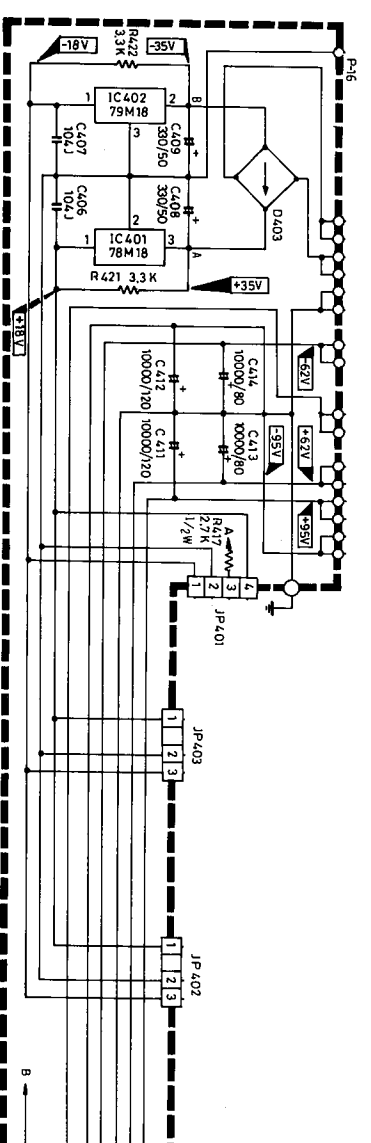 -18V
R422
3,3K
-35V
P-16
1
IC402
79M18
2
B
3
C407
104J
C409
330/50
+
C406
104J
C408
330/50
+
D403
2
1
IC401
78M18
3
A
R421 3,3K
+35V
+18V
C412
10000/120
+
C414
10000/80
+
-62V
C411
10000/120
+
C413
10000/80
+
-95V
+62V
+95V
R417
2,7K
1/2W
A
1
2
3
4
JP401
1
2
3
JP403
1
2
3
JP402
B